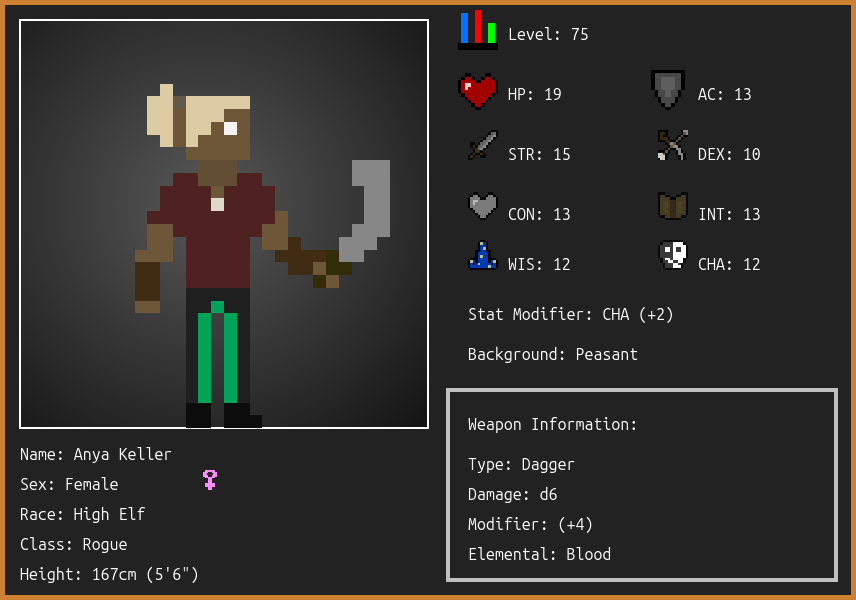 Level: 75
HP: 19
AC: 13
STR: 15
DEX: 10
CON: 13
INT: 13
WIS: 12
CHA: 12
Stat Modifier: CHA (+2)
Background: Peasant
Weapon Information:
Type: Dagger
Damage: d6
Modifier: (+4)
Elemental: Blood
Name: Anya Keller
Sex: Female
Race: High Elf
Class: Rogue
Height: 167cm (5'6")